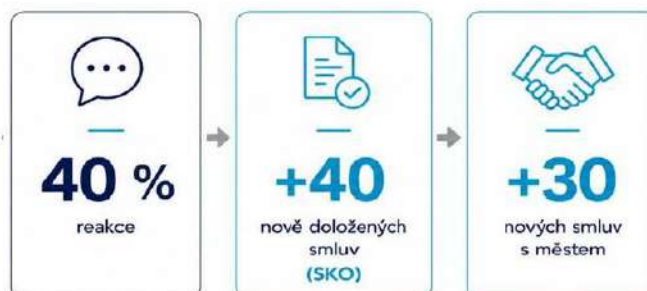 40 %
reakce
+40
nově doložených
smluv
(SKO)
+30
nových smluv
s městem